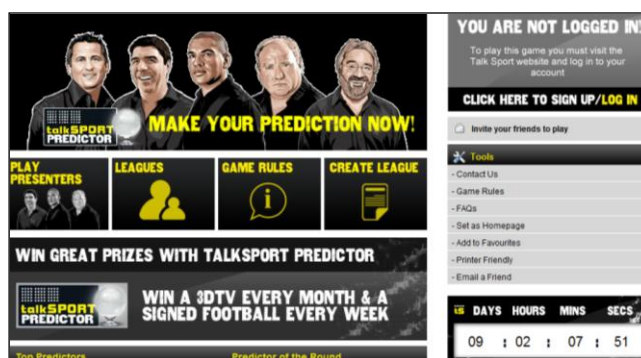 talkSPORT
PREDICTOR
MAKE YOUR PREDICTION NOW!
PLAY
PRESENTERS
LEAGUES
GAME RULES
CREATE LEAGUE
WIN GREAT PRIZES WITH TALKSPORT PREDICTOR
talkSPORT
PREDICTOR
WIN A 3DTV EVERY MONTH & A
SIGNED FOOTBALL EVERY WEEK
Top Predictors
Predictor of the Round
YOU ARE NOT LOGGED IN!
To play this game you must visit the
Talk Sport website and log in to your
account
CLICK HERE TO SIGN UP/LOG IN
Invite your friends to play
Tools
- Contact Us
- Game Rules
- FAQs
- Set as Homepage
- Add to Favourites
- Printer Friendly
- Email a Friend
DAYS HOURS MINS SECS
09 : 02 : 07 : 51